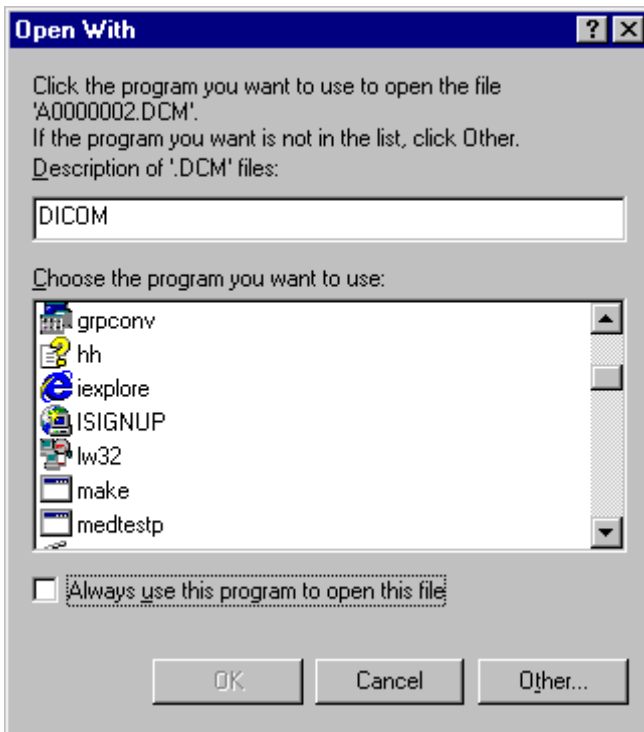 Open With
Click the program you want to use to open the file
'A0000002.DCM'.
If the program you want is not in the list, click Other.
Description of '.DCM' files:
DICOM
Choose the program you want to use:
grpconv
hh
iexplore
ISIGNUP
lw32
make
medtestp
Always use this program to open this file
OK Cancel Other...